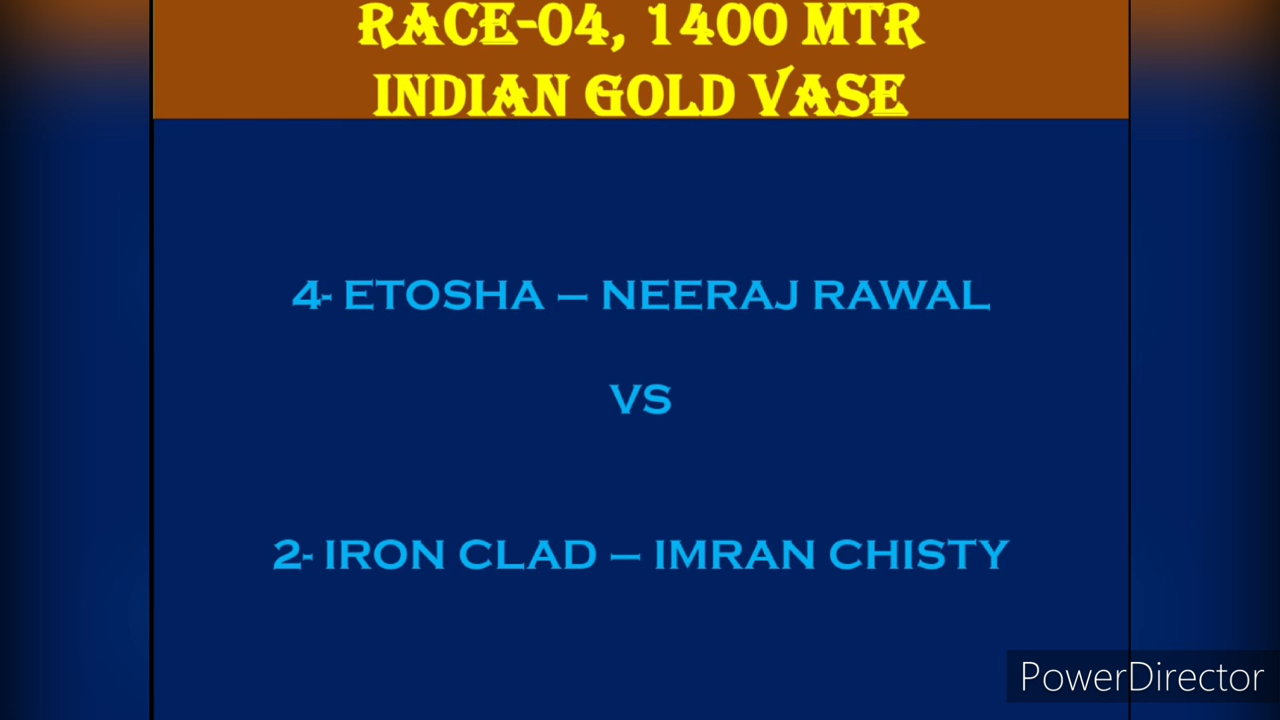 RACE-04, 1400 MTR
INDIAN GOLD VASE
4- ETOSHA – NEERAJ RAWAL
VS
2- IRON CLAD – IMRAN CHISTY
PowerDirector